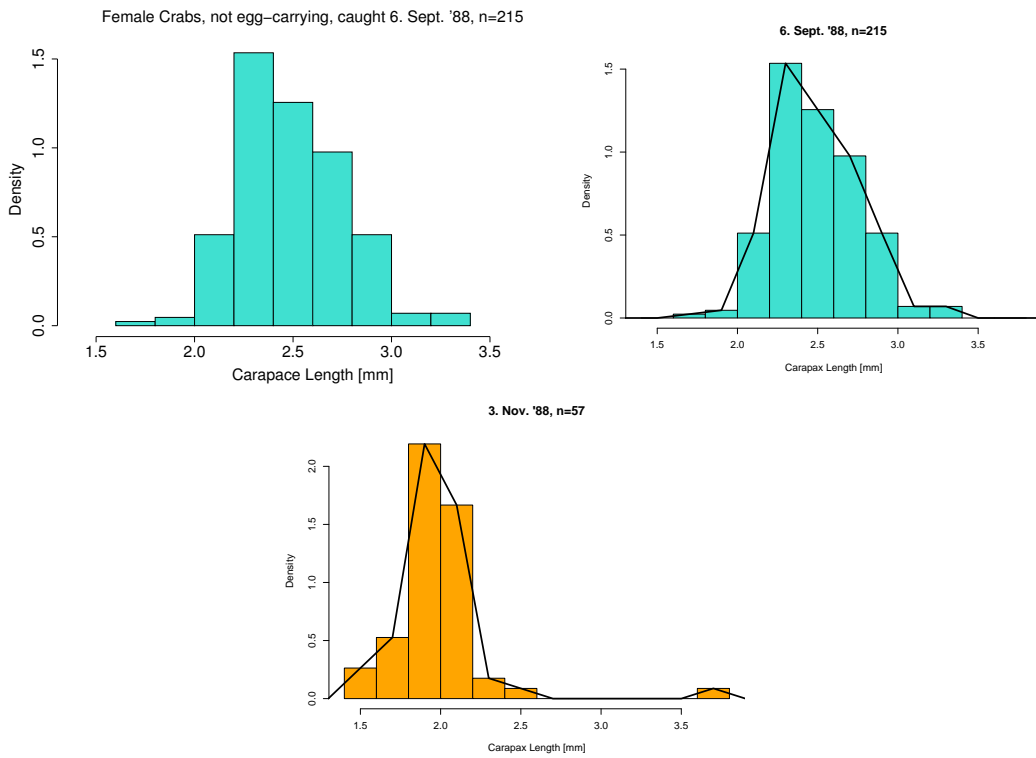 Female Crabs, not egg−carrying, caught 6. Sept. '88, n=215
Density
0.0 0.5 1.0 1.5
1.5 2.0 2.5 3.0 3.5
Carapace Length [mm]
6. Sept. '88, n=215
Density
0.0 0.5 1.0 1.5
1.5 2.0 2.5 3.0 3.5
Carapax Length [mm]
3. Nov. '88, n=57
Density
0.0 0.5 1.0 1.5 2.0
1.5 2.0 2.5 3.0 3.5
Carapax Length [mm]